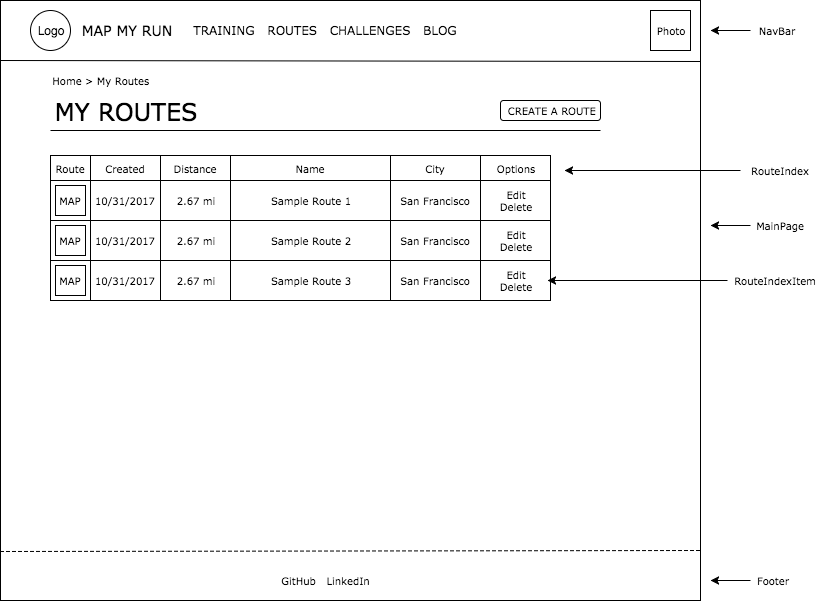 Logo MAP MY RUN TRAINING ROUTES CHALLENGES BLOG Photo NavBar
Home > My Routes
MY ROUTES CREATE A ROUTE
Route Created Distance Name City Options RouteIndex
MAP 10/31/2017 2.67 mi Sample Route 1 San Francisco Edit
Delete
MainPage
MAP 10/31/2017 2.67 mi Sample Route 2 San Francisco Edit
Delete
MAP 10/31/2017 2.67 mi Sample Route 3 San Francisco Edit
Delete
RouteIndexItem
GitHub LinkedIn Footer